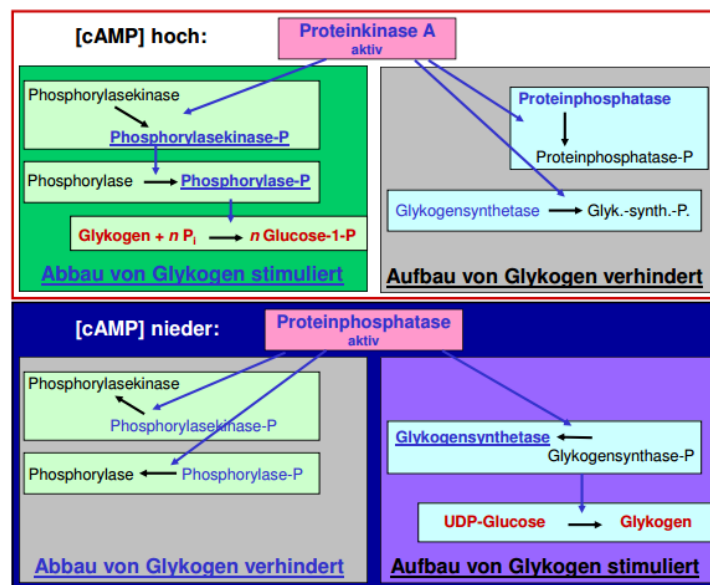 [cAMP] hoch:
Proteinkinase A
aktiv
Phosphorylasekinase
Phosphorylasekinase-P
Phosphorylase
Phosphorylase-P
Glykogen + n Pi
n Glucose-1-P
Abbau von Glykogen stimuliert
Proteinphosphatase
Proteinphosphatase-P
Glykogensynthetase
Glyk.-synth.-P.
Aufbau von Glykogen verhindert
[cAMP] nieder:
Proteinphosphatase
aktiv
Phosphorylasekinase
Phosphorylasekinase-P
Phosphorylase
Phosphorylase-P
Abbau von Glykogen verhindert
Glykogensynthetase
Glykogensynthase-P
UDP-Glucose
Glykogen
Aufbau von Glykogen stimuliert